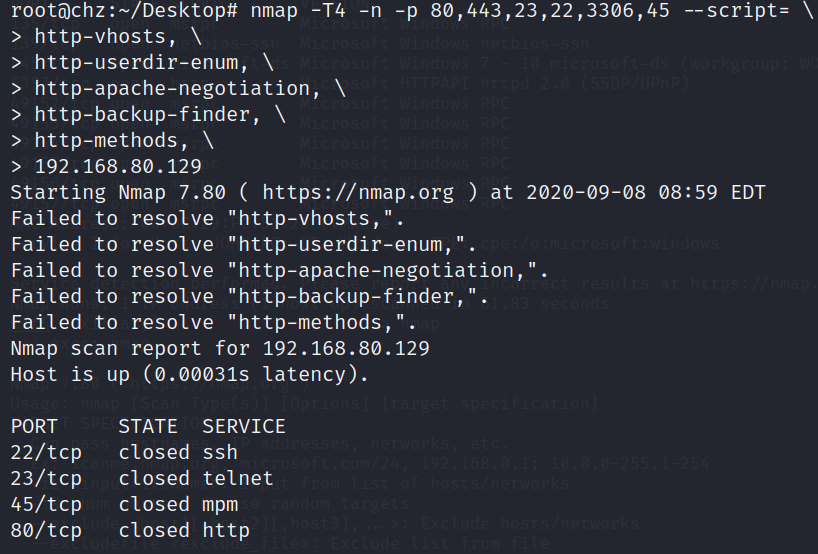 root@chz:~/Desktop# nmap -T4 -n -p 80,443,23,22,3306,45 --script= \
> http-vhosts, \
> http-userdir-enum, \
> http-apache-negotiation, \
> http-backup-finder, \
> http-methods, \
> 192.168.80.129
Starting Nmap 7.80 ( https://nmap.org ) at 2020-09-08 08:59 EDT
Failed to resolve "http-vhosts,".
Failed to resolve "http-userdir-enum,".
Failed to resolve "http-apache-negotiation,".
Failed to resolve "http-backup-finder,".
Failed to resolve "http-methods,".
Nmap scan report for 192.168.80.129
Host is up (0.00031s latency).
PORT STATE SERVICE
22/tcp closed ssh
23/tcp closed telnet
45/tcp closed mpm
80/tcp closed http